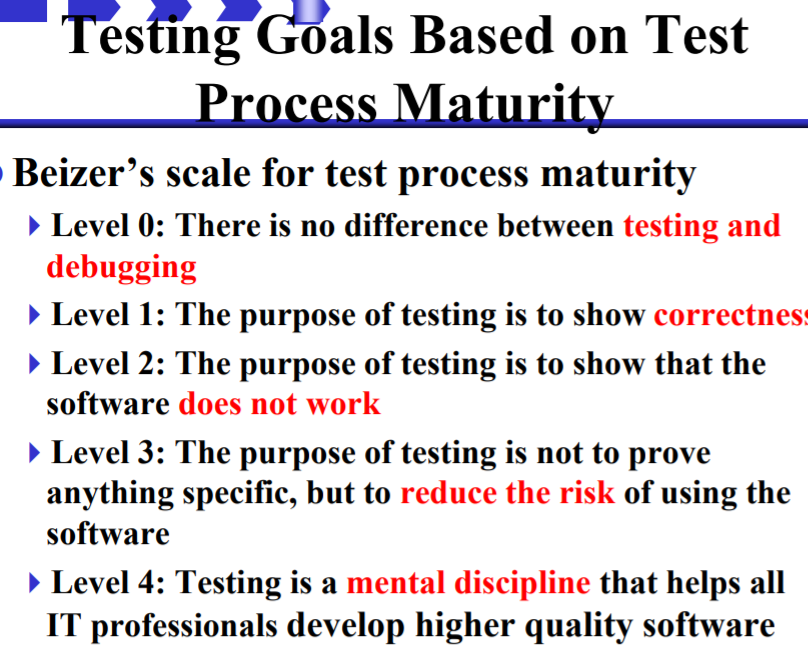 Testing Goals Based on Test
Process Maturity
Beizer's scale for test process maturity
Level 0: There is no difference between testing and
debugging
Level 1: The purpose of testing is to show correctness
Level 2: The purpose of testing is to show that the
software does not work
Level 3: The purpose of testing is not to prove
anything specific, but to reduce the risk of using the
software
Level 4: Testing is a mental discipline that helps all
IT professionals develop higher quality software